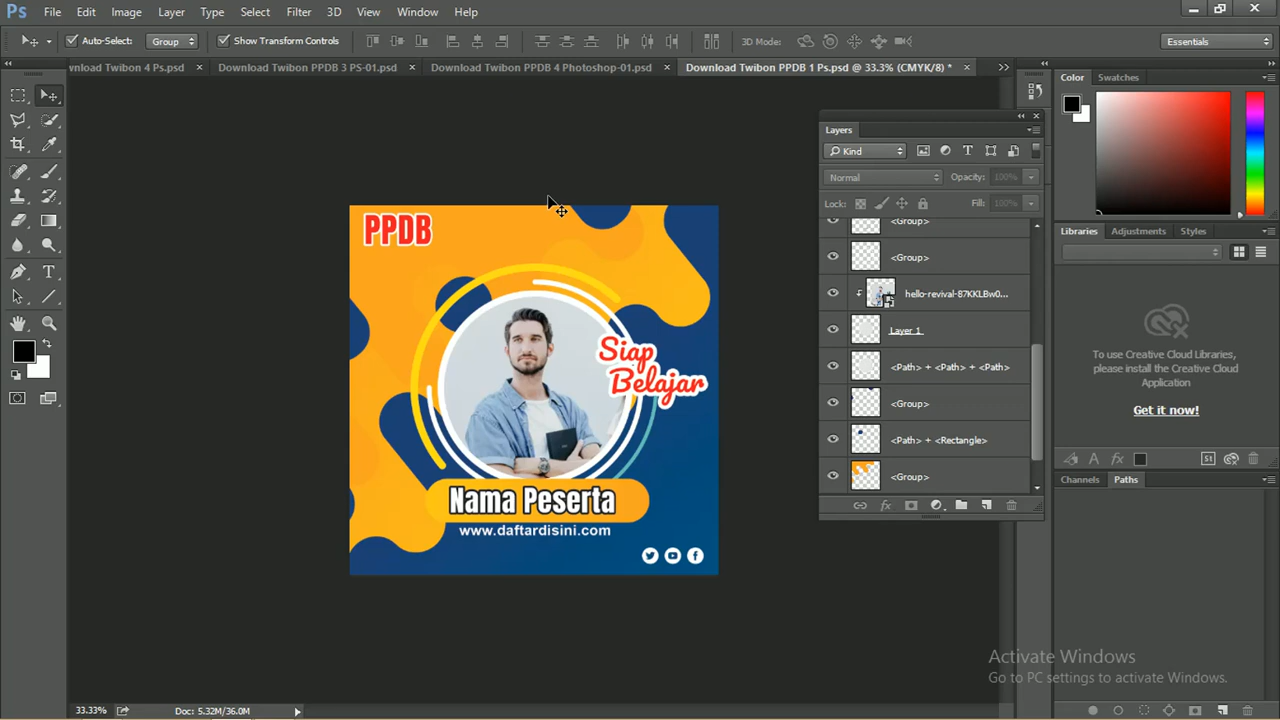 Ps File Edit Image Layer Type Select Filter 3D View Window Help
Auto-Select: Group Show Transform Controls 3D Mode: Essentials
vnload Twibon 4 Ps.psd × Download Twibon PPDB 3 PS-01.psd × Download Twibon PPDB 4 Photoshop-01.psd × Download Twibon PPDB 1 Ps.psd @ 33.3% (CMYK/8) * ×
PPDB
Siap
Belajar
Nama Peserta
www.daftardisini.com
Layers
Kind
Normal Opacity: 100%
Lock: Fill: 100%
<Group>
<Group>
hello-revival-87KKLBw0...
Layer 1
<Path> + <Path> + <Path>
<Group>
<Path> + <Rectangle>
<Group>
Color Swatches
Libraries Adjustments Styles
To use Creative Cloud Libraries,
please install the Creative Cloud
Application
Get it now!
St
Channels Paths
Activate Windows
Go to PC settings to activate Windows.
33.33% Doc: 5.32M/36.0M